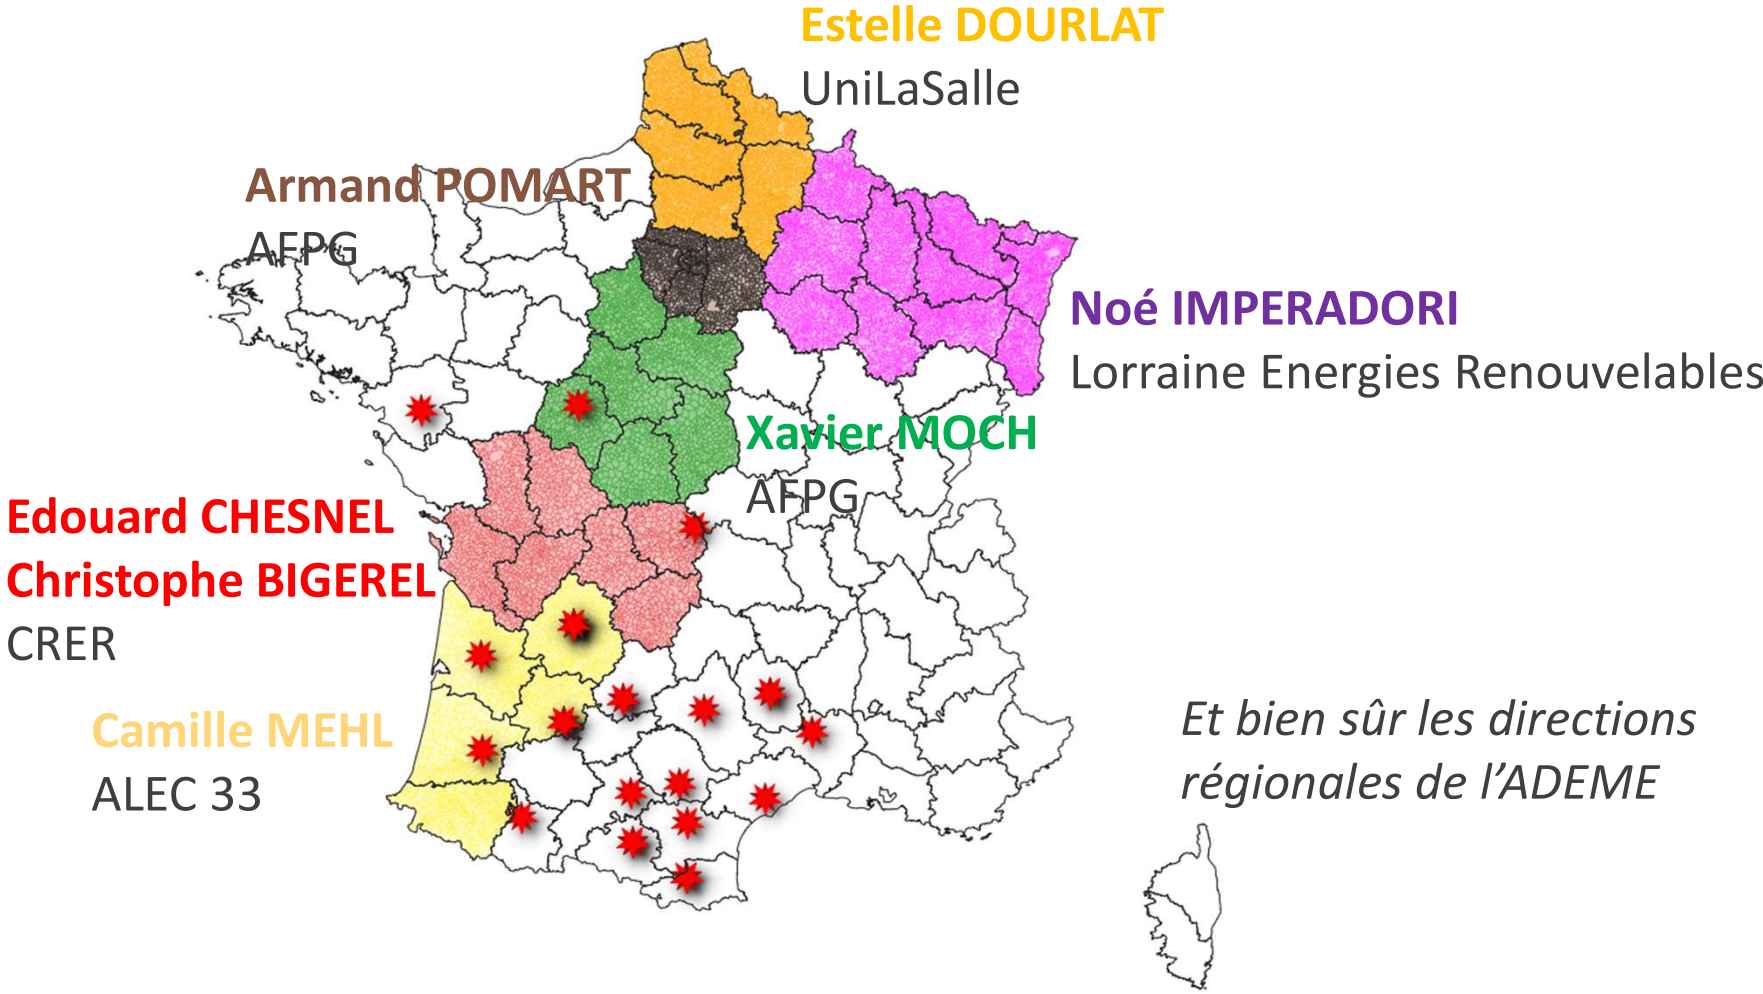 Estelle DOURLAT
UniLaSalle
Armand POMART
AFPG
Noé IMPERADORI
Lorraine Energies Renouvelables
Xavier MOCH
AFPG
Edouard CHESNEL
Christophe BIGEREL
CRER
Camille MEHL
ALEC 33
Et bien sûr les directions
régionales de l’ADEME